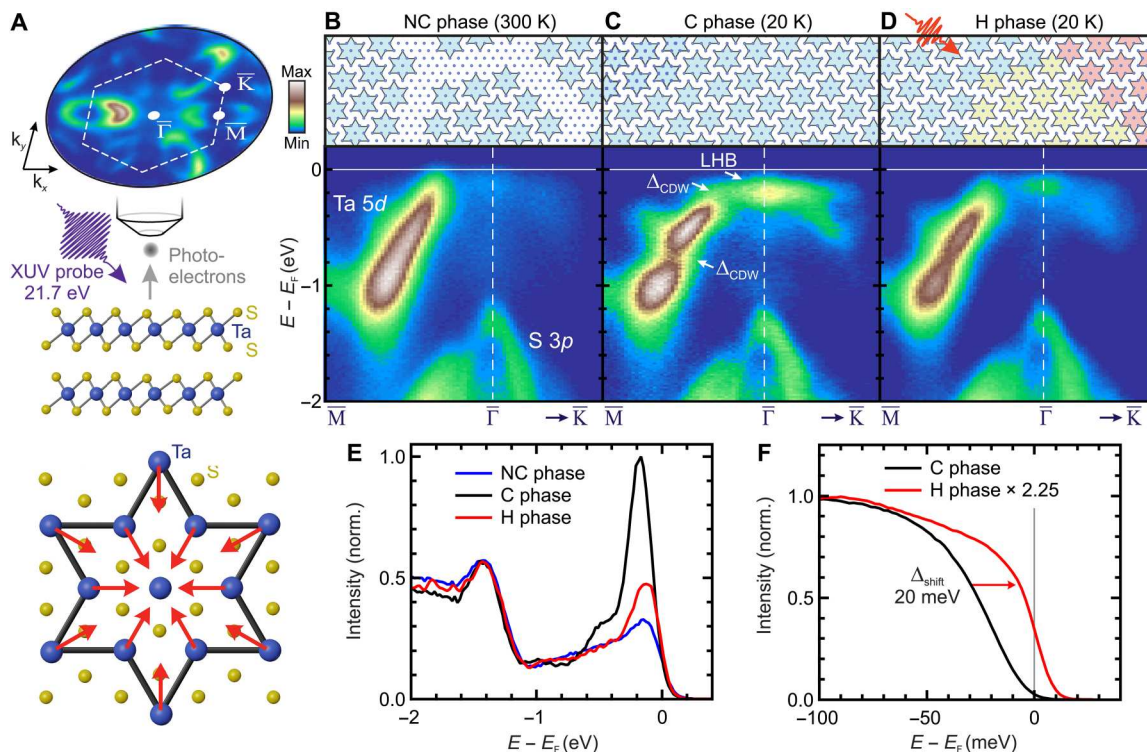 A
Max
Min
K̅
Γ̅
M̅
k_y
k_x
XUV probe
21.7 eV
Photo-
electrons
S
Ta
S
Ta
S
B NC phase (300 K)
C C phase (20 K)
D H phase (20 K)
0
-1
-2
E – E_F (eV)
Ta 5d
S 3p
LHB
Δ_CDW
Δ_CDW
M̅ Γ̅ → K̅
M̅ Γ̅ → K̅
M̅ Γ̅ → K̅
E
NC phase
C phase
H phase
Intensity (norm.)
1.0
0.5
0.0
-2 -1 0
E – E_F (eV)
F
C phase
H phase × 2.25
Intensity (norm.)
1.0
0.5
0.0
Δ_shift
20 meV
-100 -50 0
E – E_F (meV)